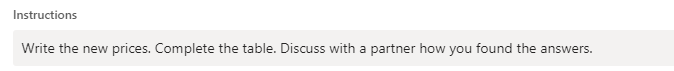 Instructions
Write the new prices. Complete the table. Discuss with a partner how you found the answers.